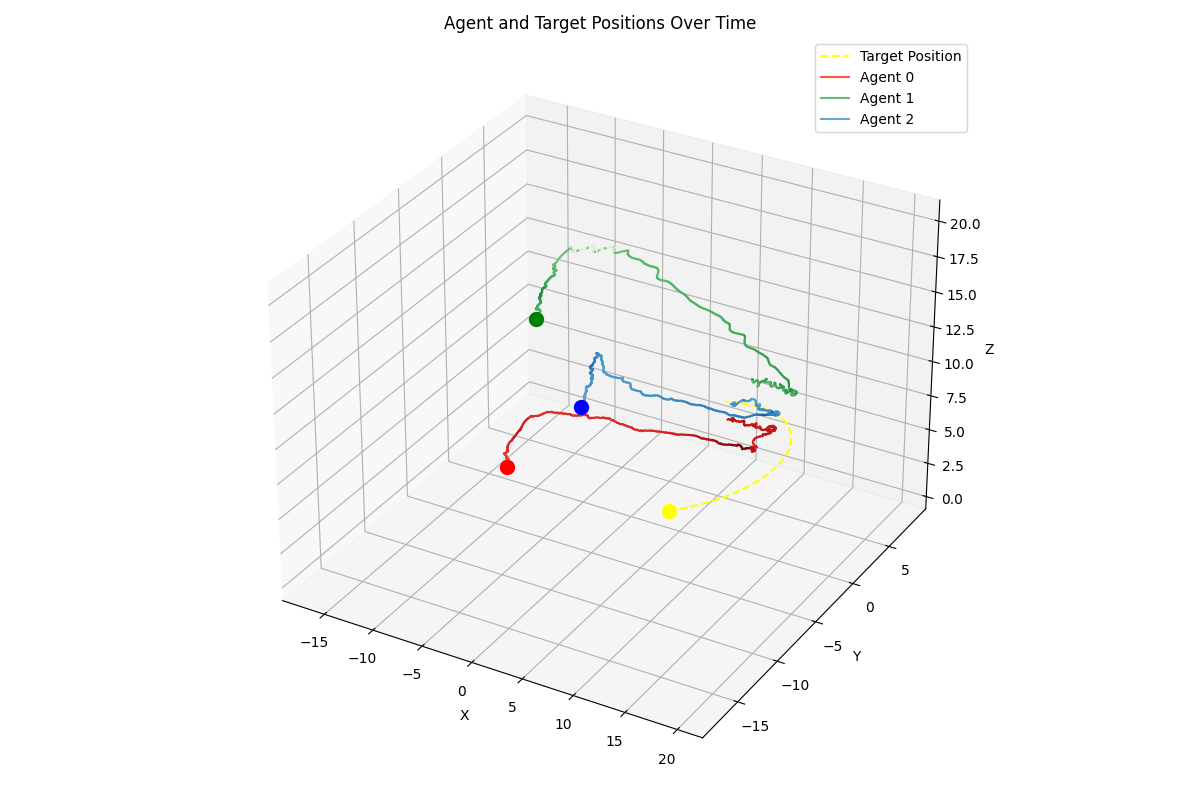 Agent and Target Positions Over Time
Target Position
Agent 0
Agent 1
Agent 2
20.0
17.5
15.0
12.5
10.0
7.5
5.0
2.5
0.0
Z
5
0
−5
−10
−15
Y
−15
−10
−5
0
5
10
15
20
X